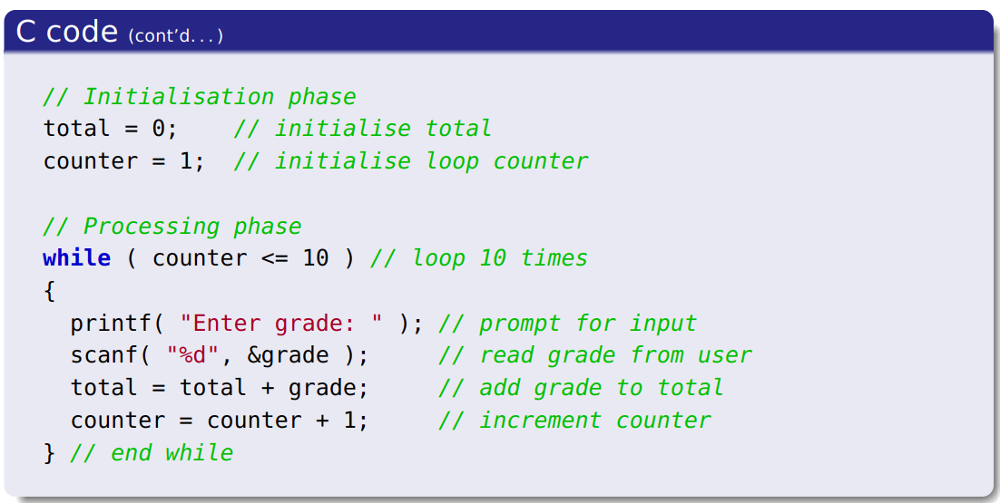 C code (cont'd...)
// Initialisation phase
total = 0;    // initialise total
counter = 1;  // initialise loop counter
// Processing phase
while ( counter <= 10 ) // loop 10 times
{
  printf( "Enter grade: " ); // prompt for input
  scanf( "%d", &grade );     // read grade from user
  total = total + grade;     // add grade to total
  counter = counter + 1;     // increment counter
} // end while